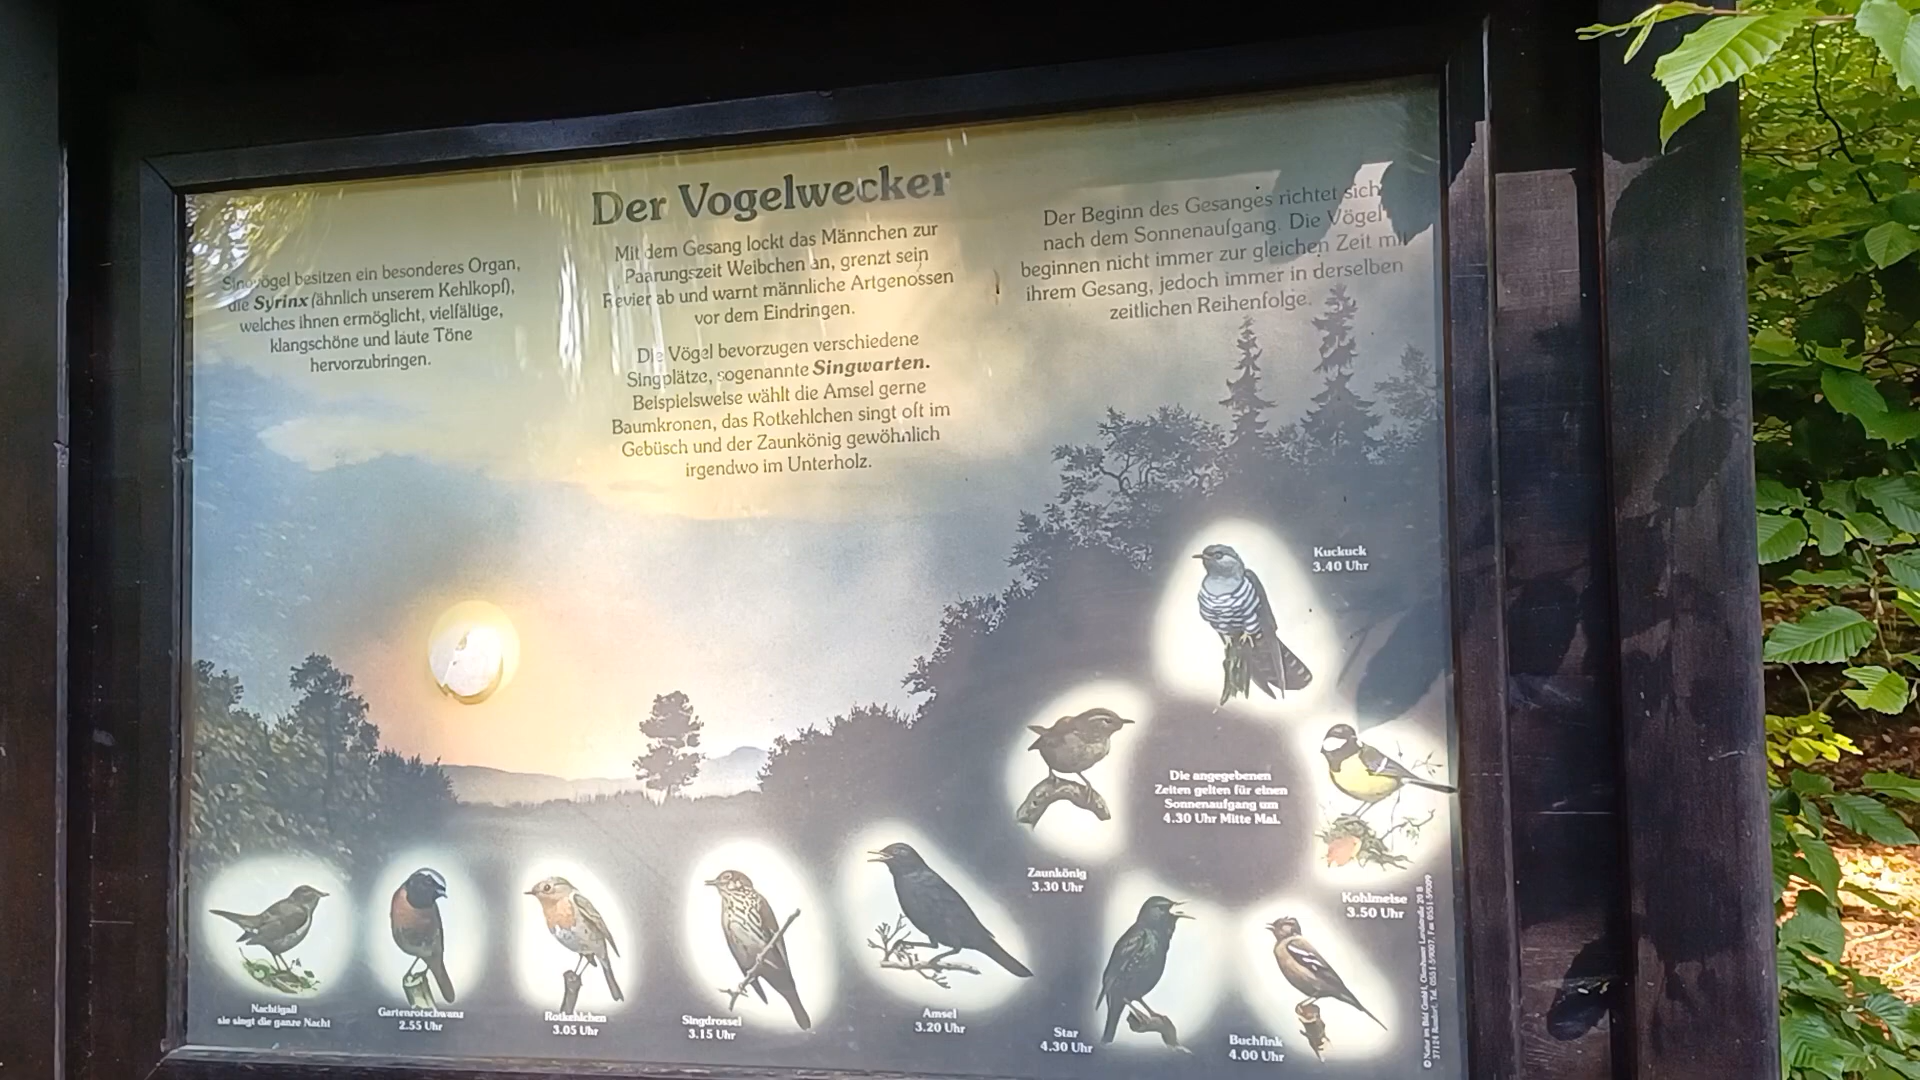 Der Vogelwecker
Singvögel besitzen ein besonderes Organ,
die Syrinx (ähnlich unserem Kehlkopf),
welches ihnen ermöglicht, vielfältige,
klangschöne und laute Töne
hervorzubringen.
Mit dem Gesang lockt das Männchen zur
Paarungszeit Weibchen an, grenzt sein
Revier ab und warnt männliche Artgenossen
vor dem Eindringen.
Die Vögel bevorzugen verschiedene
Singplätze, sogenannte Singwarten.
Beispielsweise wählt die Amsel gerne
Baumkronen, das Rotkehlchen singt oft im
Gebüsch und der Zaunkönig gewöhnlich
irgendwo im Unterholz.
Der Beginn des Gesanges richtet sich
nach dem Sonnenaufgang. Die Vögel
beginnen nicht immer zur gleichen Zeit mit
ihrem Gesang, jedoch immer in derselben
zeitlichen Reihenfolge.
Nachtigall
sie singt die ganze Nacht
Gartenrotschwanz
2.55 Uhr
Rotkehlchen
3.05 Uhr
Singdrossel
3.15 Uhr
Amsel
3.20 Uhr
Zaunkönig
3.30 Uhr
Kuckuck
3.40 Uhr
Kohlmeise
3.50 Uhr
Buchfink
4.00 Uhr
Star
4.30 Uhr
Die angegebenen
Zeiten gelten für einen
Sonnenaufgang um
4.30 Uhr Mitte Mai.
© Natur im Bild GmbH,